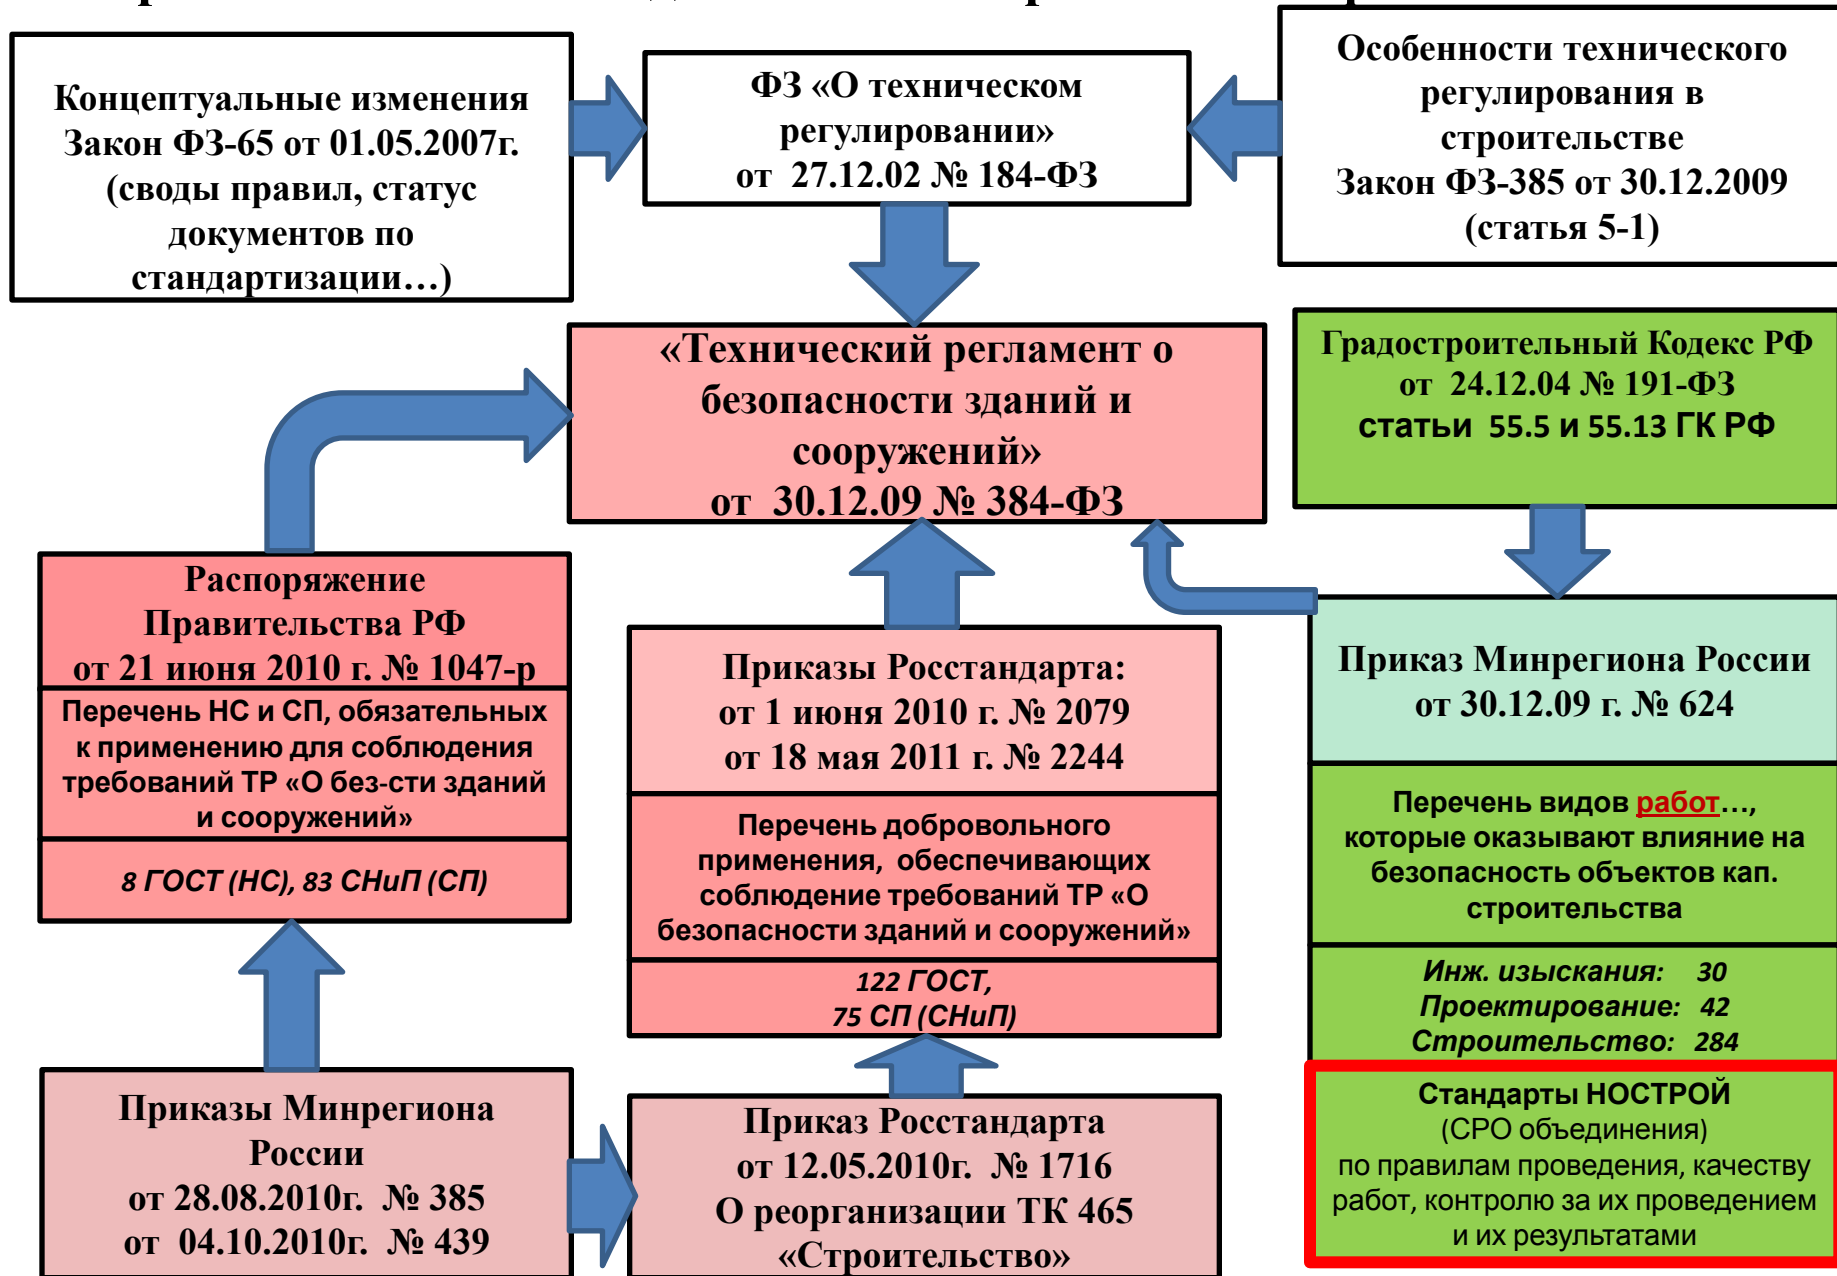 Концептуальные изменения
Закон ФЗ-65 от 01.05.2007г.
(своды правил, статус
документов по
стандартизации…)
ФЗ «О техническом
регулировании»
от 27.12.02 № 184-ФЗ
Особенности технического
регулирования в
строительстве
Закон ФЗ-385 от 30.12.2009
(статья 5-1)
«Технический регламент о
безопасности зданий и
сооружений»
от 30.12.09 № 384-ФЗ
Градостроительный Кодекс РФ
от 24.12.04 № 191-ФЗ
статьи 55.5 и 55.13 ГК РФ
Распоряжение
Правительства РФ
от 21 июня 2010 г. № 1047-р
Перечень НС и СП, обязательных
к применению для соблюдения
требований ТР «О без-сти зданий
и сооружений»
8 ГОСТ (НС), 83 СНиП (СП)
Приказы Росстандарта:
от 1 июня 2010 г. № 2079
от 18 мая 2011 г. № 2244
Перечень добровольного
применения, обеспечивающих
соблюдение требований ТР «О
безопасности зданий и сооружений»
122 ГОСТ,
75 СП (СНиП)
Приказ Минрегиона России
от 30.12.09 г. № 624
Перечень видов работ…,
которые оказывают влияние на
безопасность объектов кап.
строительства
Инж. изыскания: 30
Проектирование: 42
Строительство: 284
Приказы Минрегиона
России
от 28.08.2010г. № 385
от 04.10.2010г. № 439
Приказ Росстандарта
от 12.05.2010г. № 1716
О реорганизации ТК 465
«Строительство»
Стандарты НОСТРОЙ
(СРО объединения)
по правилам проведения, качеству
работ, контролю за их проведением
и их результатами